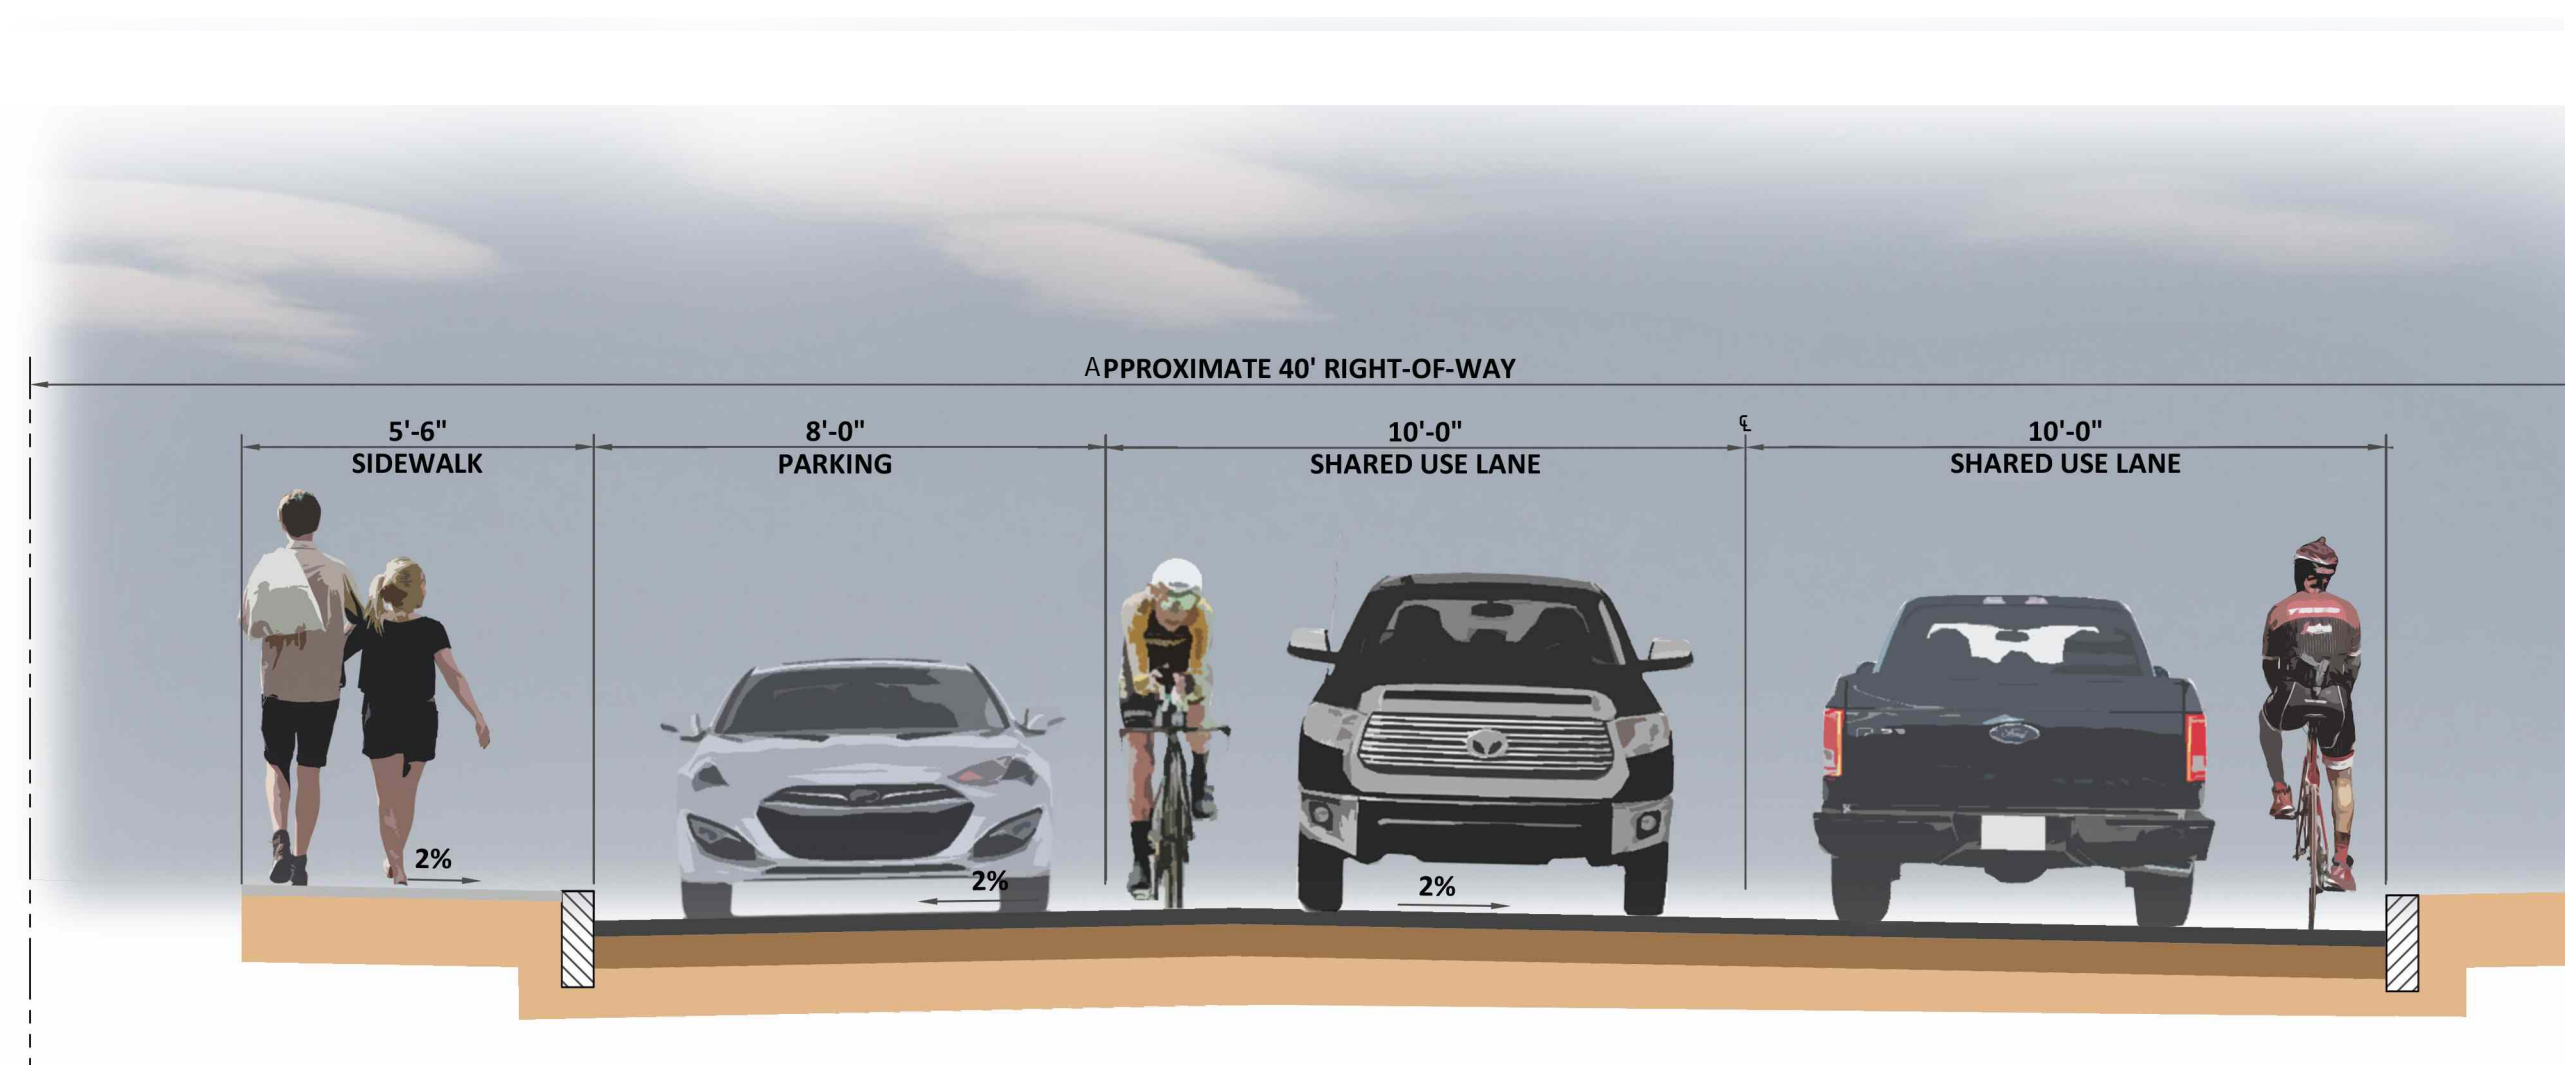 APPROXIMATE 40' RIGHT-OF-WAY
℄
5'-6"
SIDEWALK
8'-0"
PARKING
10'-0"
SHARED USE LANE
10'-0"
SHARED USE LANE
2%
2%
2%
Ford